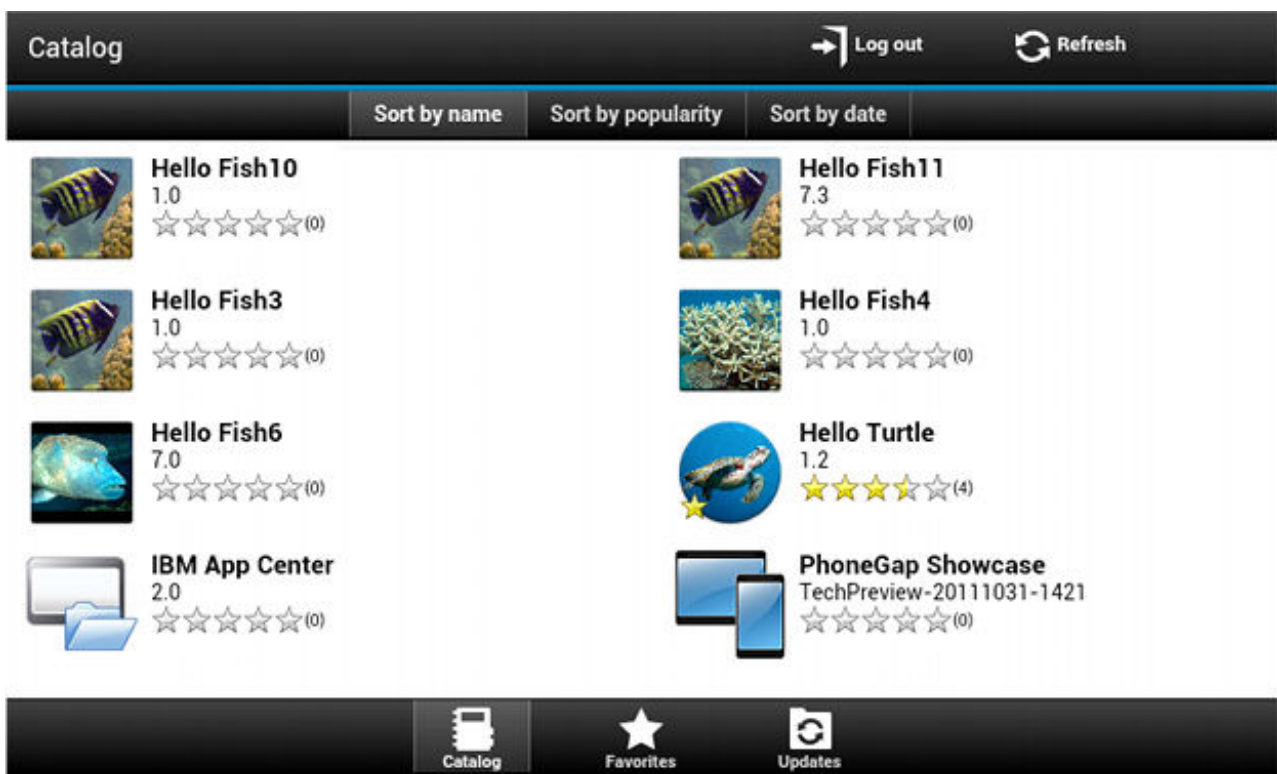 Catalog
Log out
Refresh
Sort by name
Sort by popularity
Sort by date
Hello Fish10
1.0
(0)
Hello Fish11
7.3
(0)
Hello Fish3
1.0
(0)
Hello Fish4
1.0
(0)
Hello Fish6
7.0
(0)
Hello Turtle
1.2
(4)
IBM App Center
2.0
(0)
PhoneGap Showcase
TechPreview-20111031-1421
(0)
Catalog
Favorites
Updates